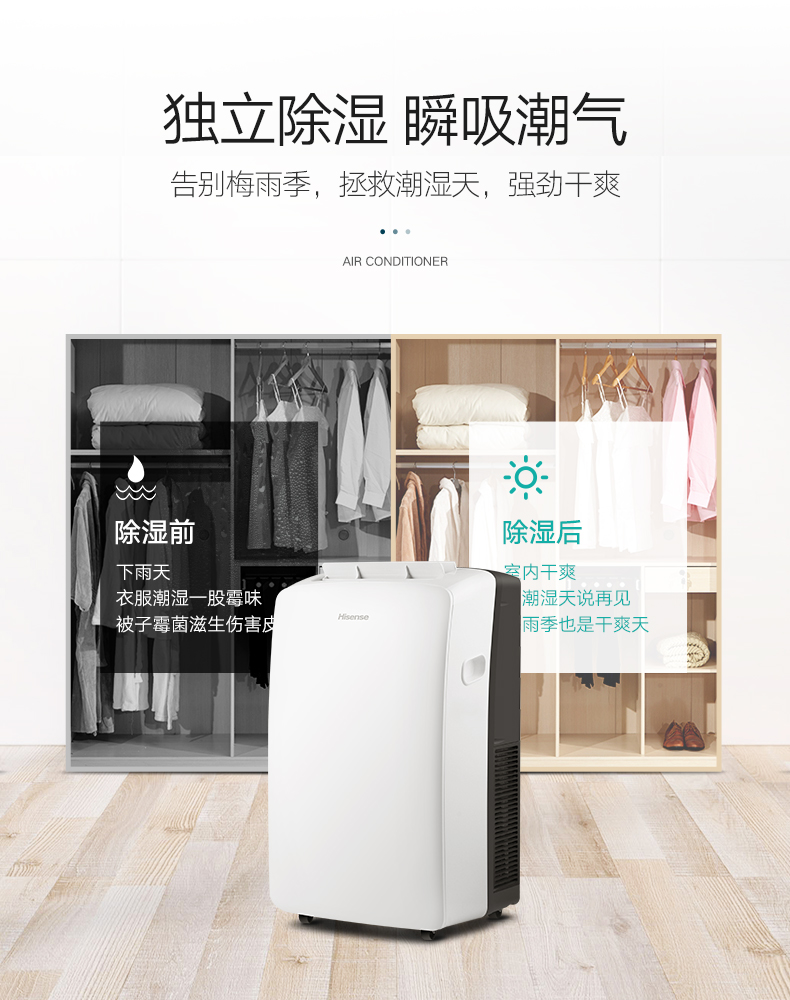 独立除湿 瞬吸潮气
告别梅雨季，拯救潮湿天，强劲干爽
AIR CONDITIONER
除湿前
下雨天
衣服潮湿一股霉味
被子霉菌滋生伤害皮
除湿后
室内干爽
潮湿天说再见
雨季也是干爽天
Hisense